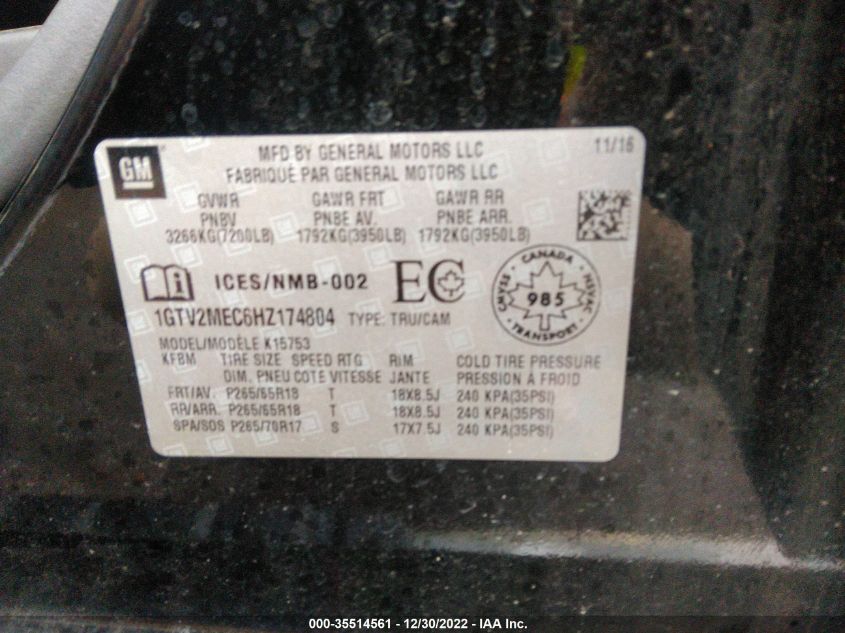 GM
MFD BY GENERAL MOTORS LLC 11/16
FABRIQUÉ PAR GENERAL MOTORS LLC
GVWR GAWR FRT GAWR RR
PNBV PNBE AV. PNBE ARR.
3266KG(7200LB) 1792KG(3950LB) 1792KG(3950LB)
ICES/NMB-002 EC
CANADA
CMVSS 985 NSVAC
TRANSPORT
1GTV2MEC6HZ174804 TYPE: TRU/CAM
MODEL/MODÈLE K15753
KFBM TIRE SIZE SPEED RTG RIM COLD TIRE PRESSURE
DIM. PNEU COTE VITESSE JANTE PRESSION À FROID
FRT/AV. P265/65R18 T 18X8.5J 240 KPA(35PSI)
RR/ARR. P265/65R18 T 18X8.5J 240 KPA(35PSI)
SPA/SOS P265/70R17 S 17X7.5J 240 KPA(35PSI)
000-35514561 - 12/30/2022 - IAA Inc.